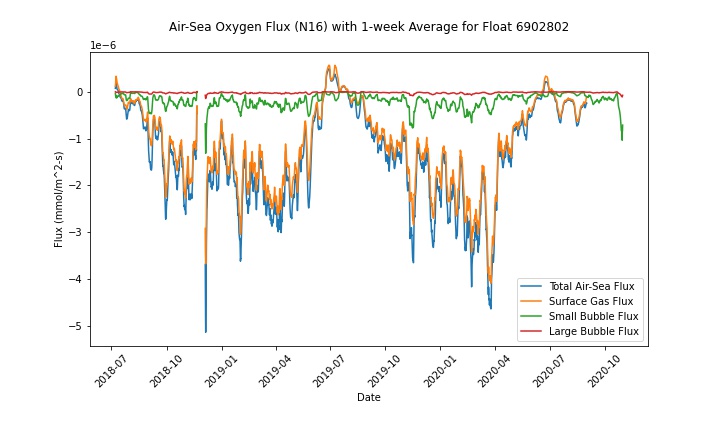 Air-Sea Oxygen Flux (N16) with 1-week Average for Float 6902802
1e−6
0
−1
−2
−3
−4
−5
Flux (mmol/m^2-s)
2018-07
2018-10
2019-01
2019-04
2019-07
2019-10
2020-01
2020-04
2020-07
2020-10
Date
Total Air-Sea Flux
Surface Gas Flux
Small Bubble Flux
Large Bubble Flux